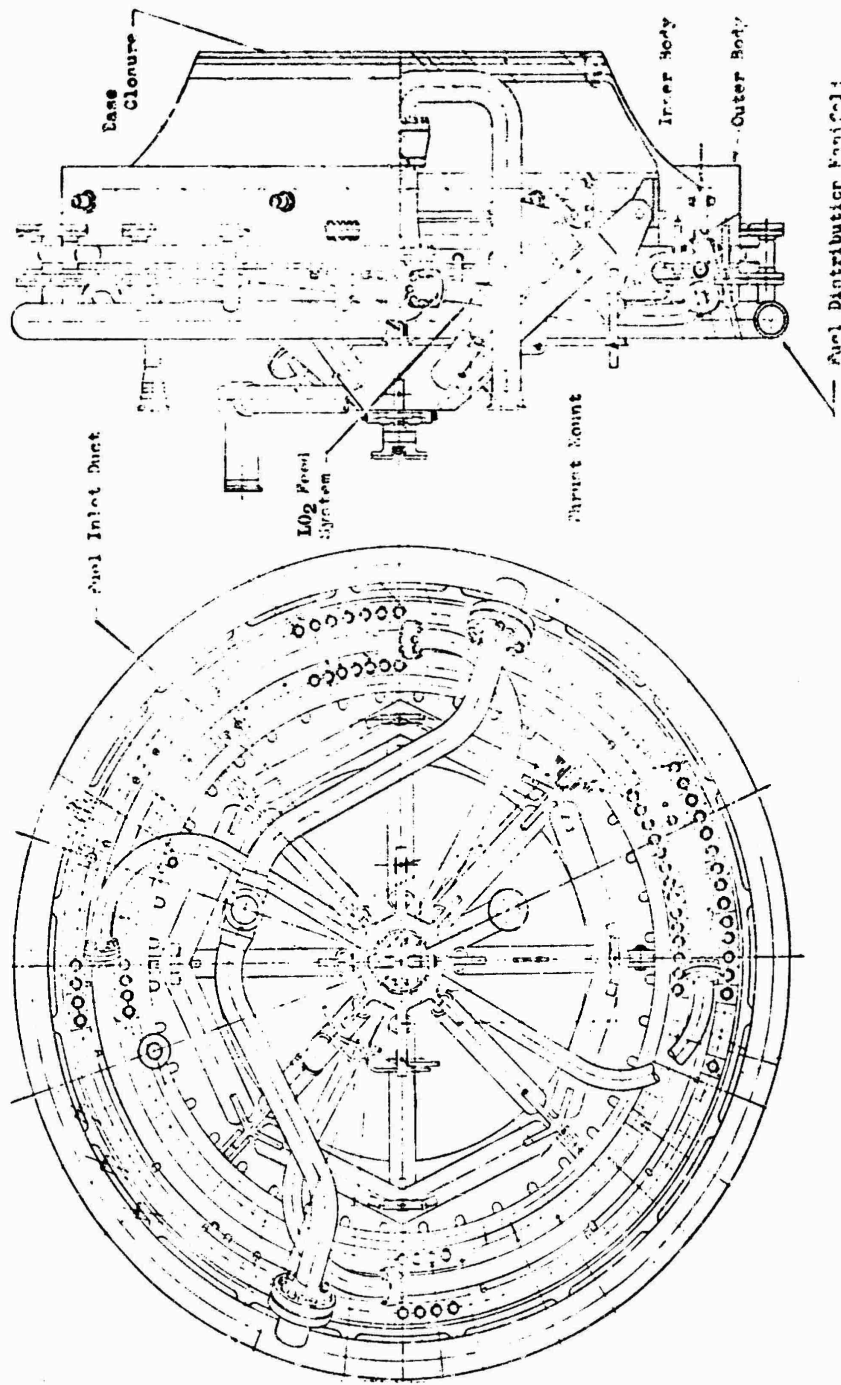 Base
Closure
Inner Body
Outer Body
Fuel Distribution Manifold
Fuel Inlet Duct
LO2 Feed
System
Thrust Mount